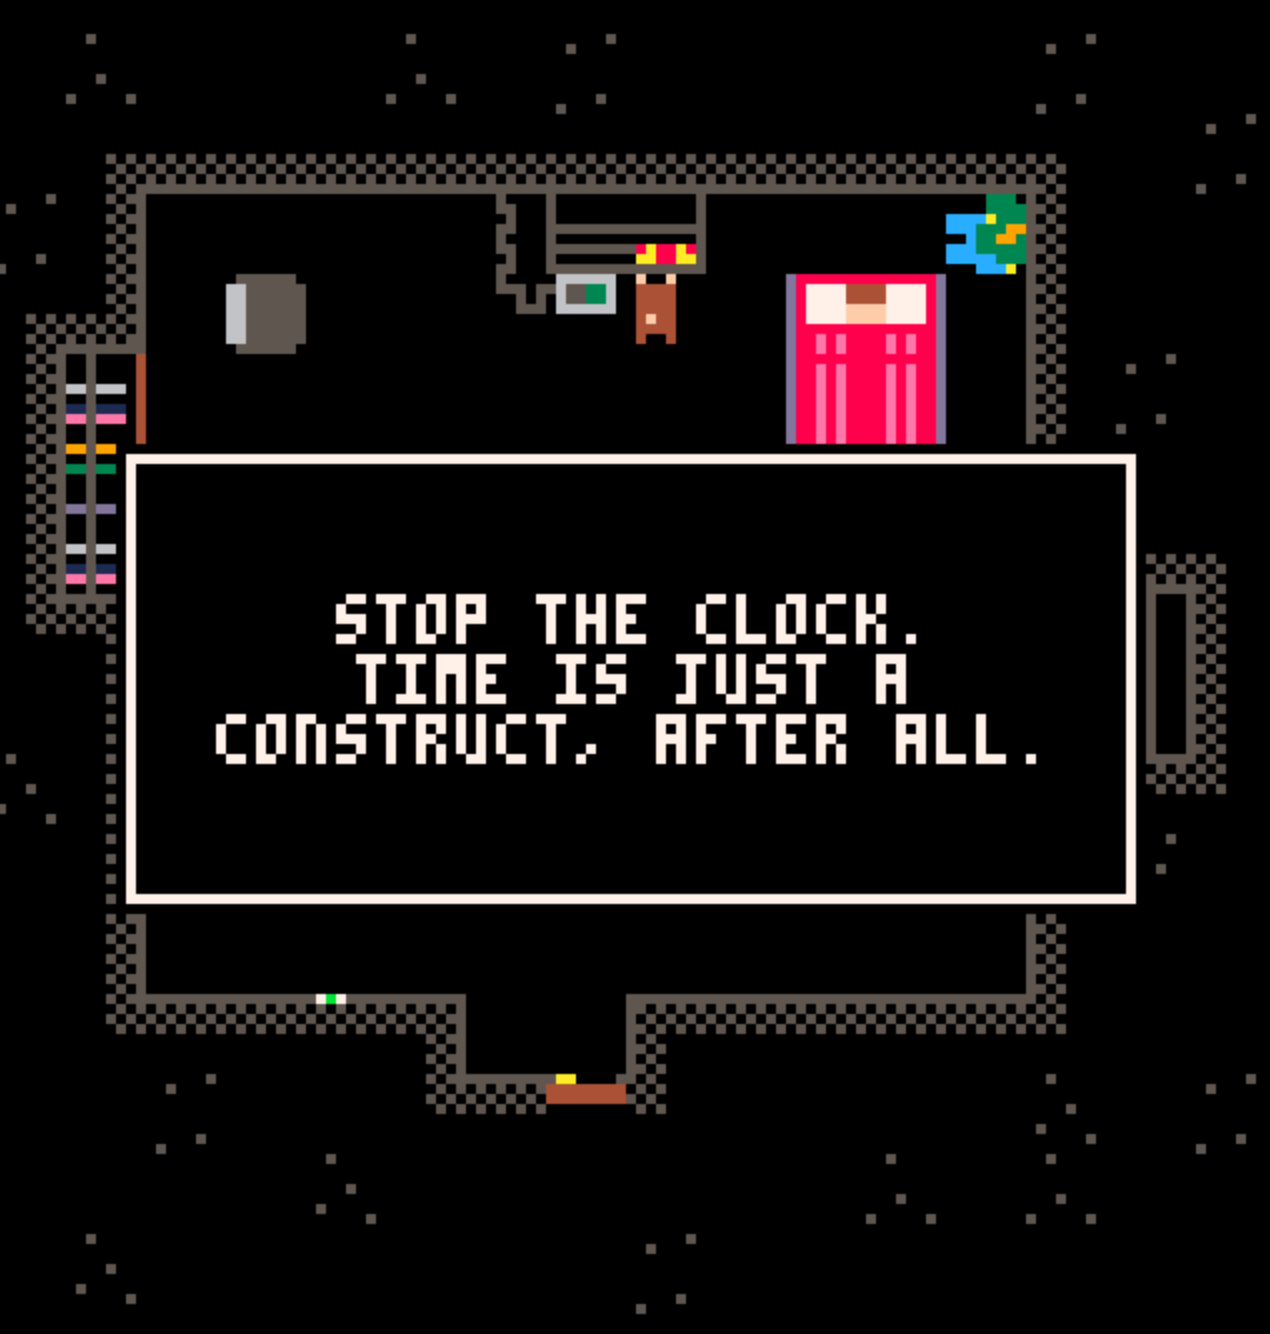 STOP THE CLOCK.
TIME IS JUST A
CONSTRUCT, AFTER ALL.